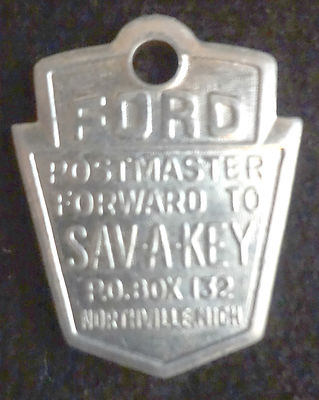 FORD
POSTMASTER
FORWARD TO
SAV-A-KEY
P.O. BOX 132
NORTHVILLE MICH